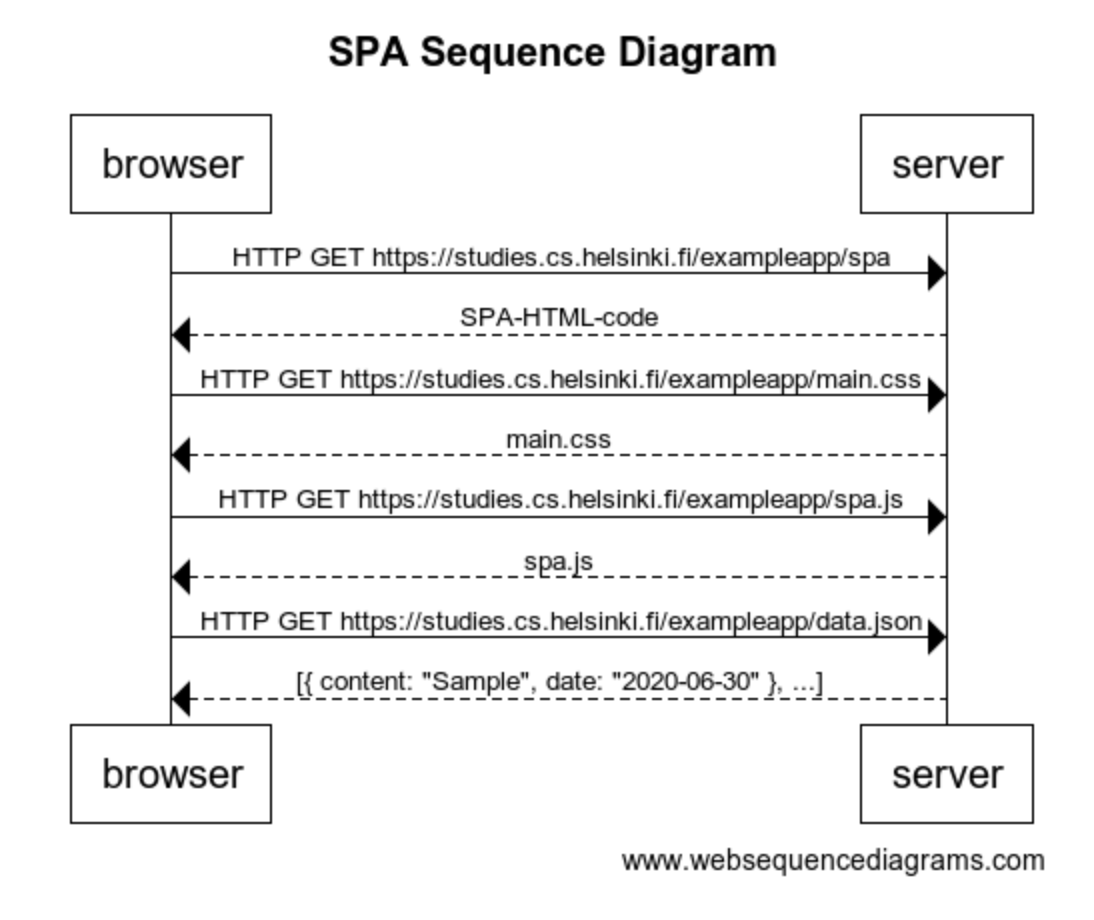 SPA Sequence Diagram
browser
server
HTTP GET https://studies.cs.helsinki.fi/exampleapp/spa
SPA-HTML-code
HTTP GET https://studies.cs.helsinki.fi/exampleapp/main.css
main.css
HTTP GET https://studies.cs.helsinki.fi/exampleapp/spa.js
spa.js
HTTP GET https://studies.cs.helsinki.fi/exampleapp/data.json
[{ content: "Sample", date: "2020-06-30" }, ...]
browser
server
www.websequencediagrams.com